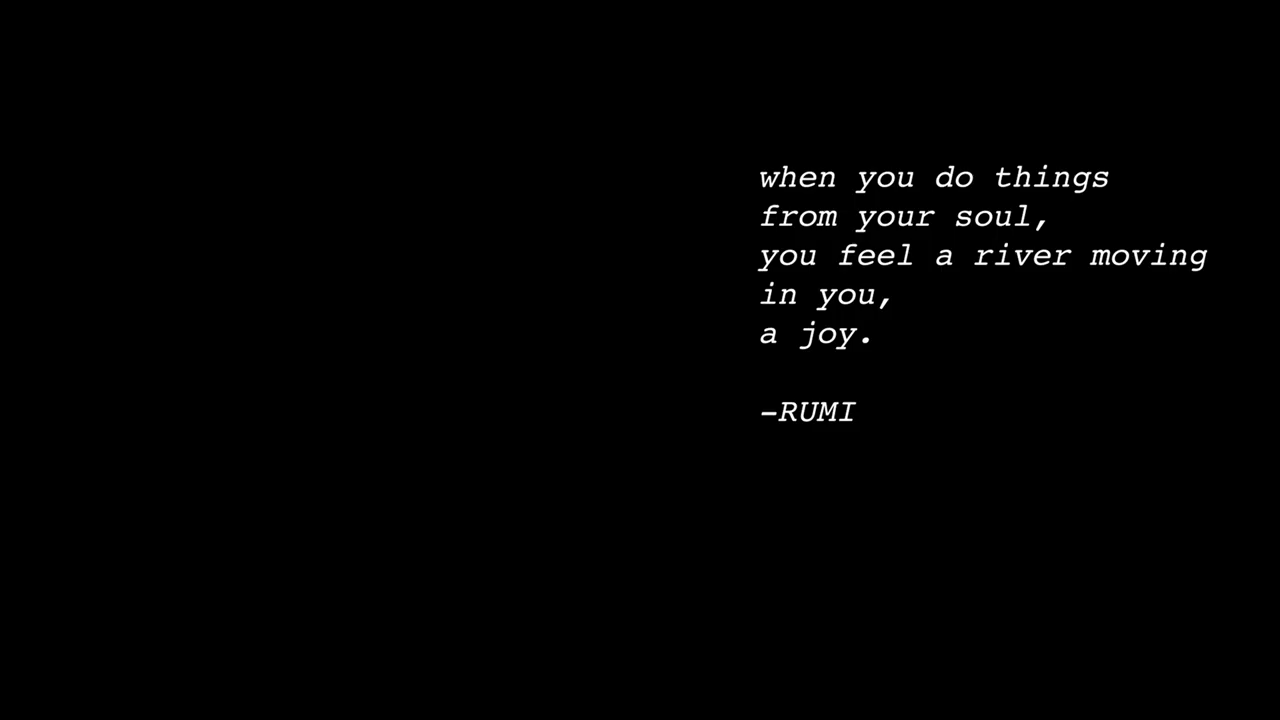 when you do things
from your soul,
you feel a river moving
in you,
a joy.
–RUMI